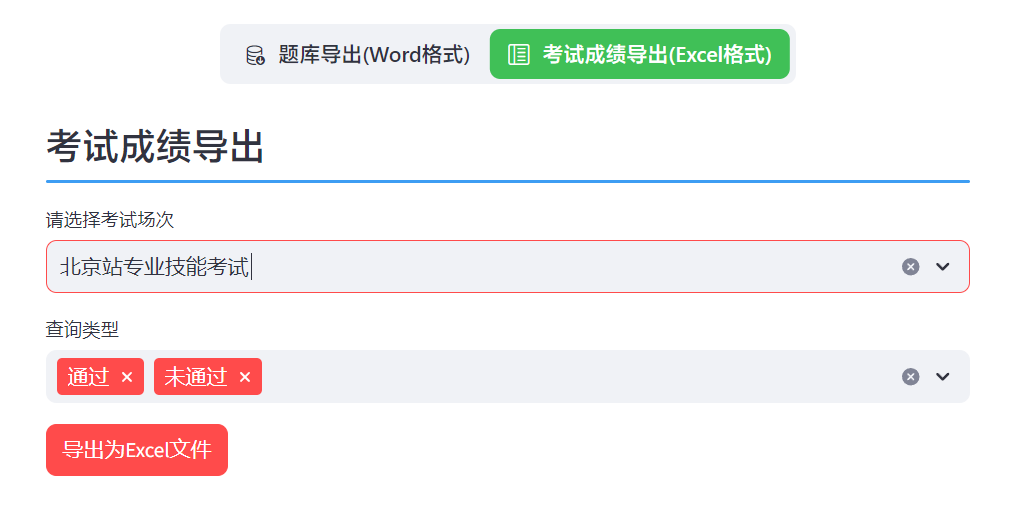 题库导出(Word格式) 考试成绩导出(Excel格式)
考试成绩导出
请选择考试场次
北京站专业技能考试
查询类型
通过 × 未通过 ×
导出为Excel文件